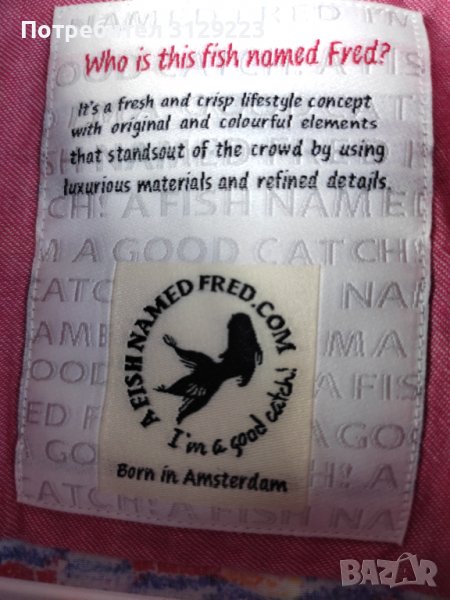 Потребител 3129223
Who is this fish named Fred?
It's a fresh and crisp lifestyle concept
with original and colourful elements
that standsout of the crowd by using
luxurious materials and refined details.
A FISH NAMED FRED.COM
I'm a good catch!
Born in Amsterdam
BAZAR